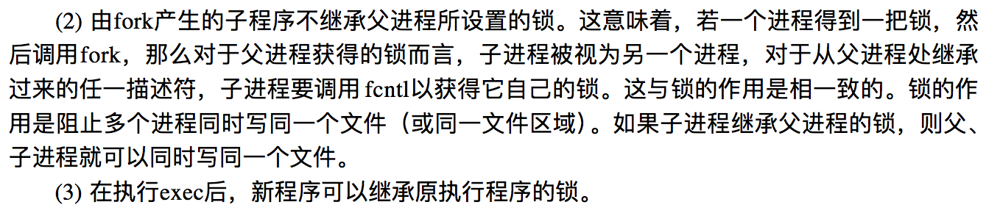 (2) 由fork产生的子程序不继承父进程所设置的锁。这意味着，若一个进程得到一把锁，然
后调用fork，那么对于父进程获得的锁而言，子进程被视为另一个进程，对于从父进程处继承
过来的任一描述符，子进程要调用 fcntl以获得它自己的锁。这与锁的作用是相一致的。锁的作
用是阻止多个进程同时写同一个文件（或同一文件区域）。如果子进程继承父进程的锁，则父、
子进程就可以同时写同一个文件。
(3) 在执行exec后，新程序可以继承原执行程序的锁。